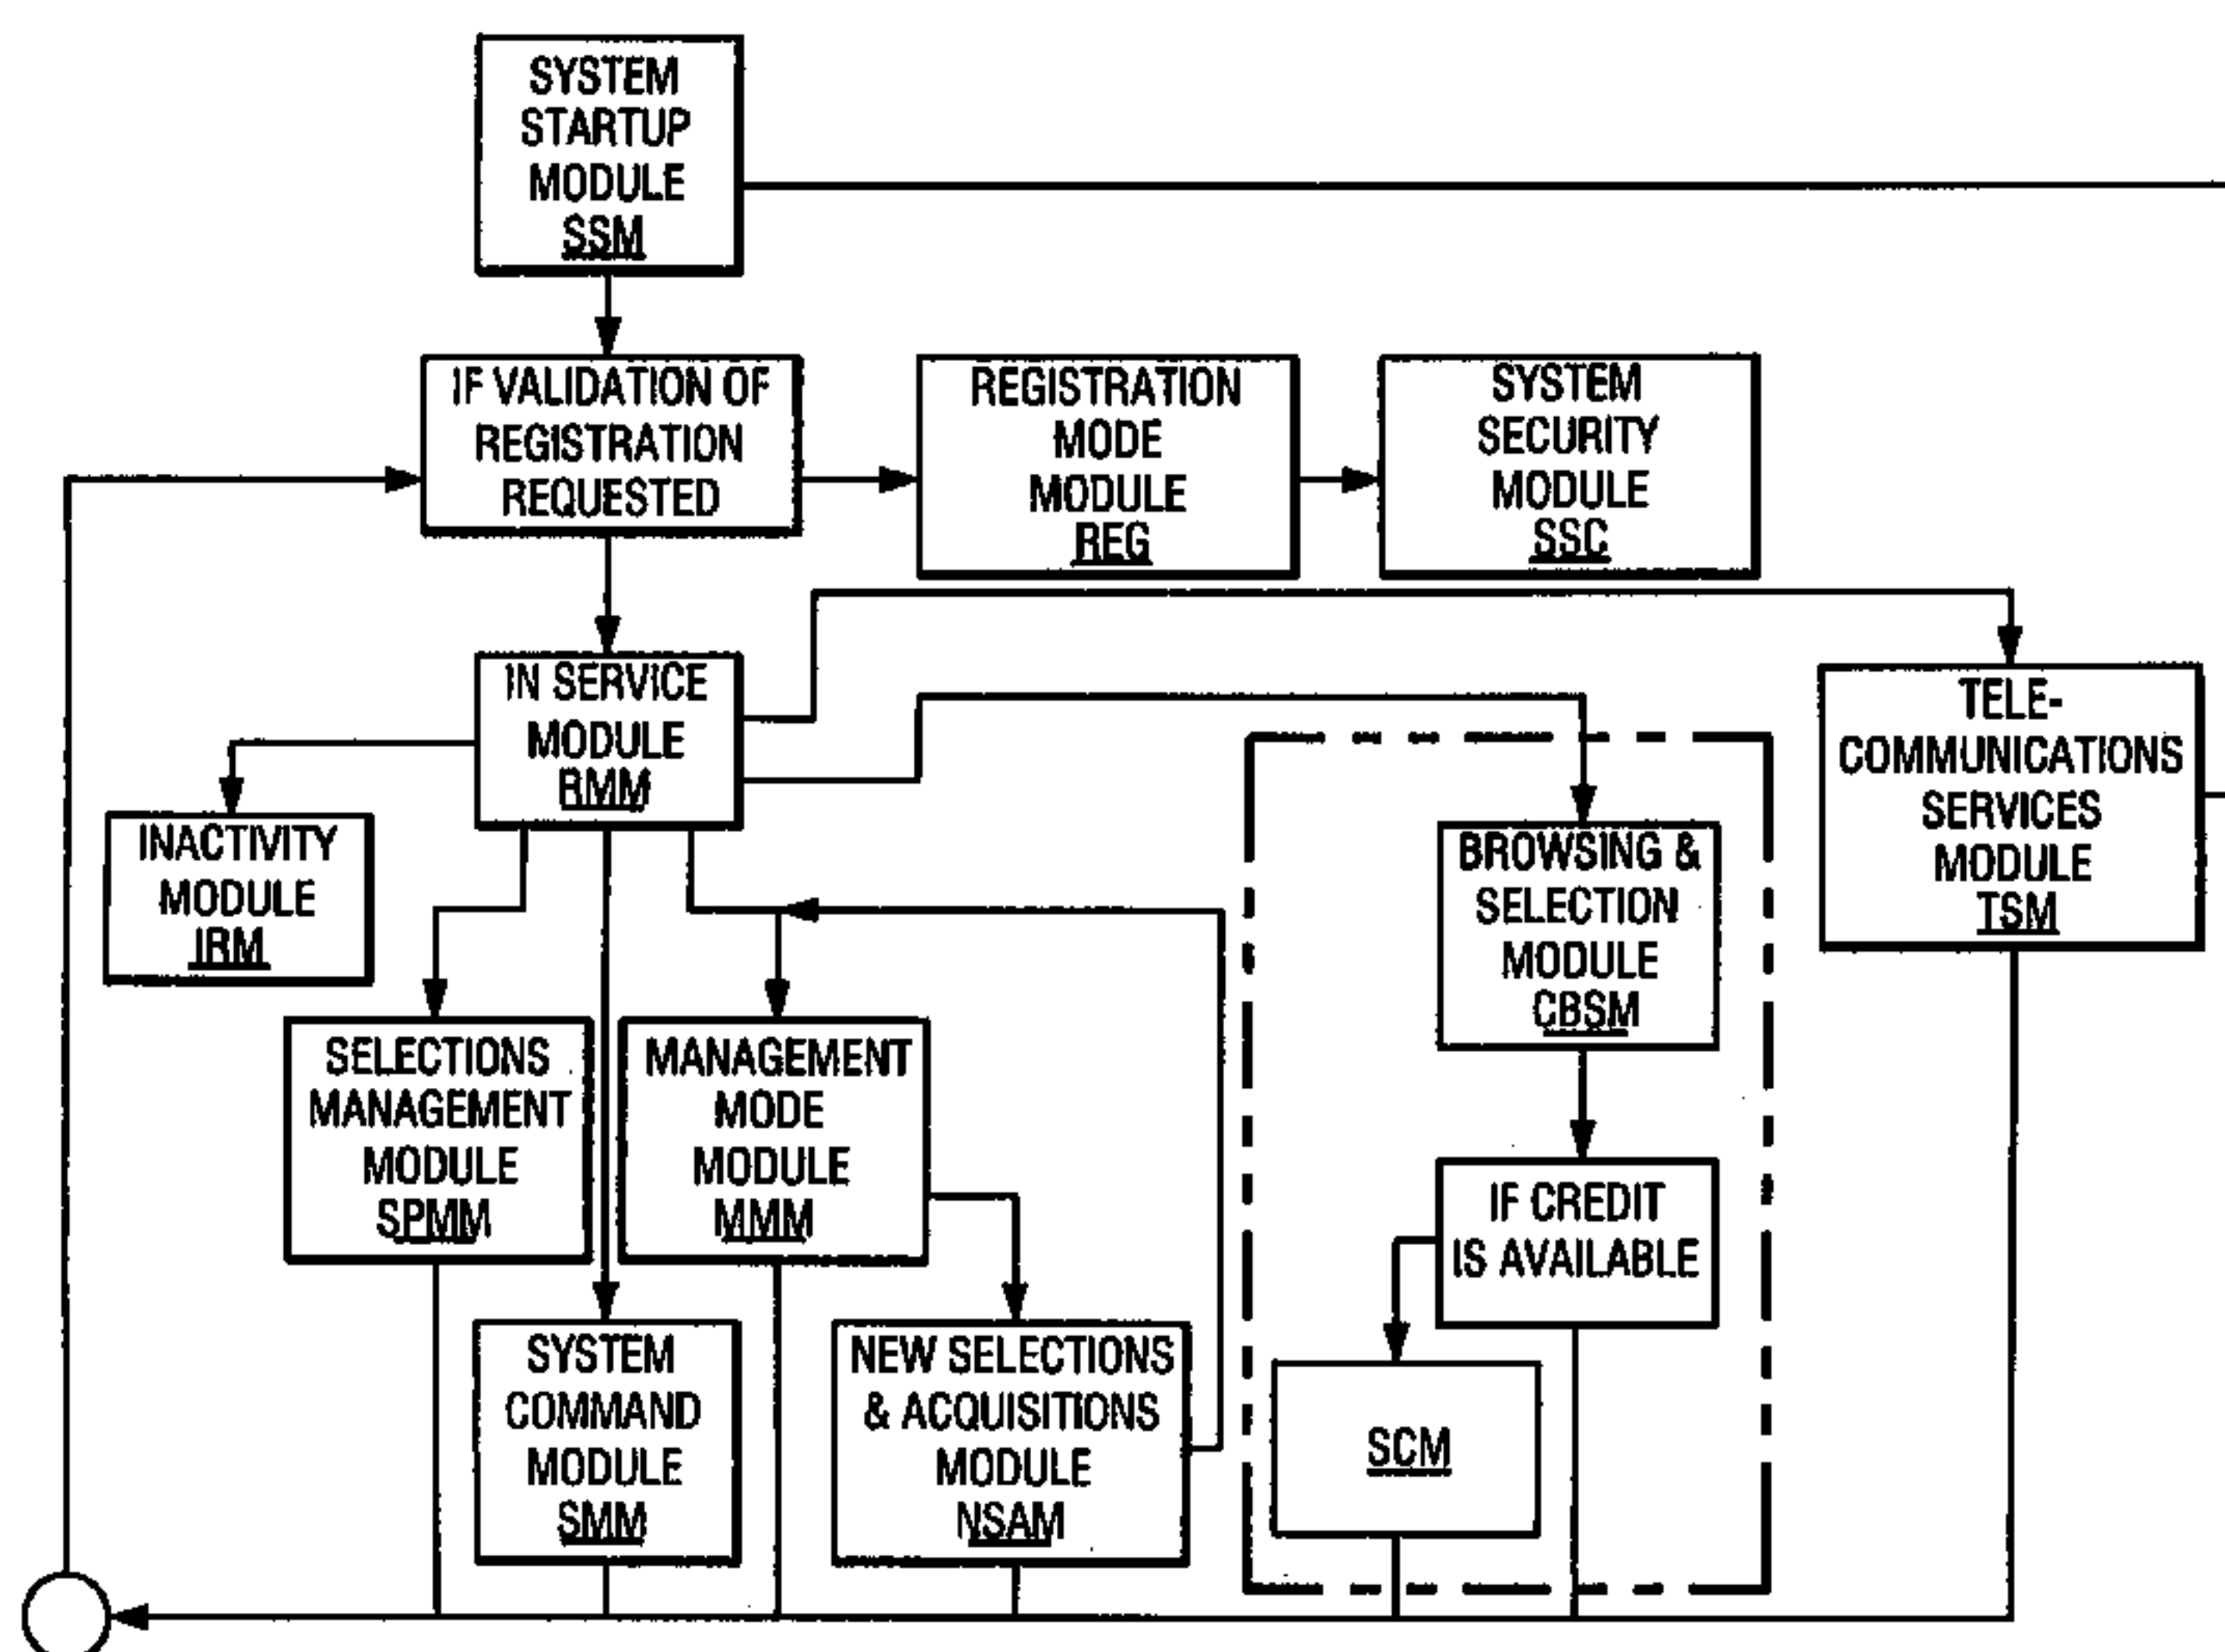 SYSTEM
STARTUP
MODULE
SSM
IF VALIDATION OF
REGISTRATION
REQUESTED
REGISTRATION
MODE
MODULE
REG
SYSTEM
SECURITY
MODULE
SSC
IN SERVICE
MODULE
RMM
TELE-
COMMUNICATIONS
SERVICES
MODULE
TSM
INACTIVITY
MODULE
IRM
BROWSING &
SELECTION
MODULE
CBSM
SELECTIONS
MANAGEMENT
MODULE
SPMM
MANAGEMENT
MODE
MODULE
MMM
IF CREDIT
IS AVAILABLE
SYSTEM
COMMAND
MODULE
SMM
NEW SELECTIONS
& ACQUISITIONS
MODULE
NSAM
SCM